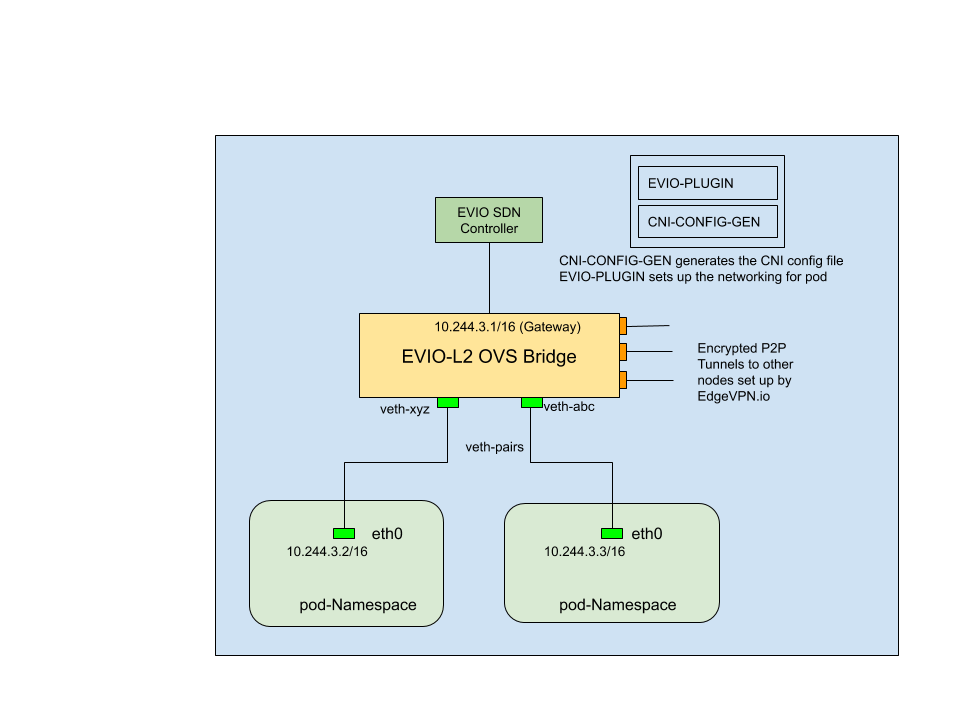 EVIO-PLUGIN
CNI-CONFIG-GEN
EVIO SDN
Controller
CNI-CONFIG-GEN generates the CNI config file
EVIO-PLUGIN sets up the networking for pod
10.244.3.1/16 (Gateway)
EVIO-L2 OVS Bridge
Encrypted P2P
Tunnels to other
nodes set up by
EdgeVPN.io
veth-xyz
veth-abc
veth-pairs
eth0
10.244.3.2/16
pod-Namespace
eth0
10.244.3.3/16
pod-Namespace